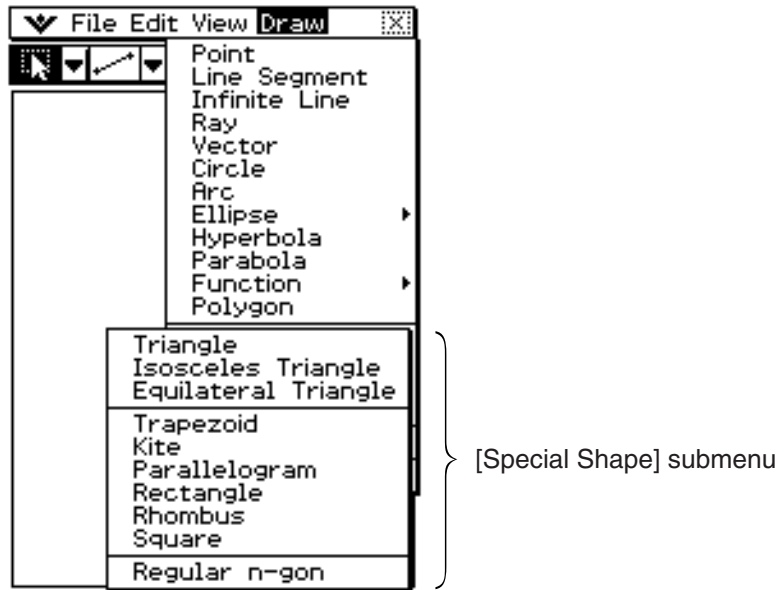 File Edit View Draw
Point
Line Segment
Infinite Line
Ray
Vector
Circle
Arc
Ellipse
Hyperbola
Parabola
Function
Polygon
Triangle
Isosceles Triangle
Equilateral Triangle
Trapezoid
Kite
Parallelogram
Rectangle
Rhombus
Square
Regular n-gon
[Special Shape] submenu